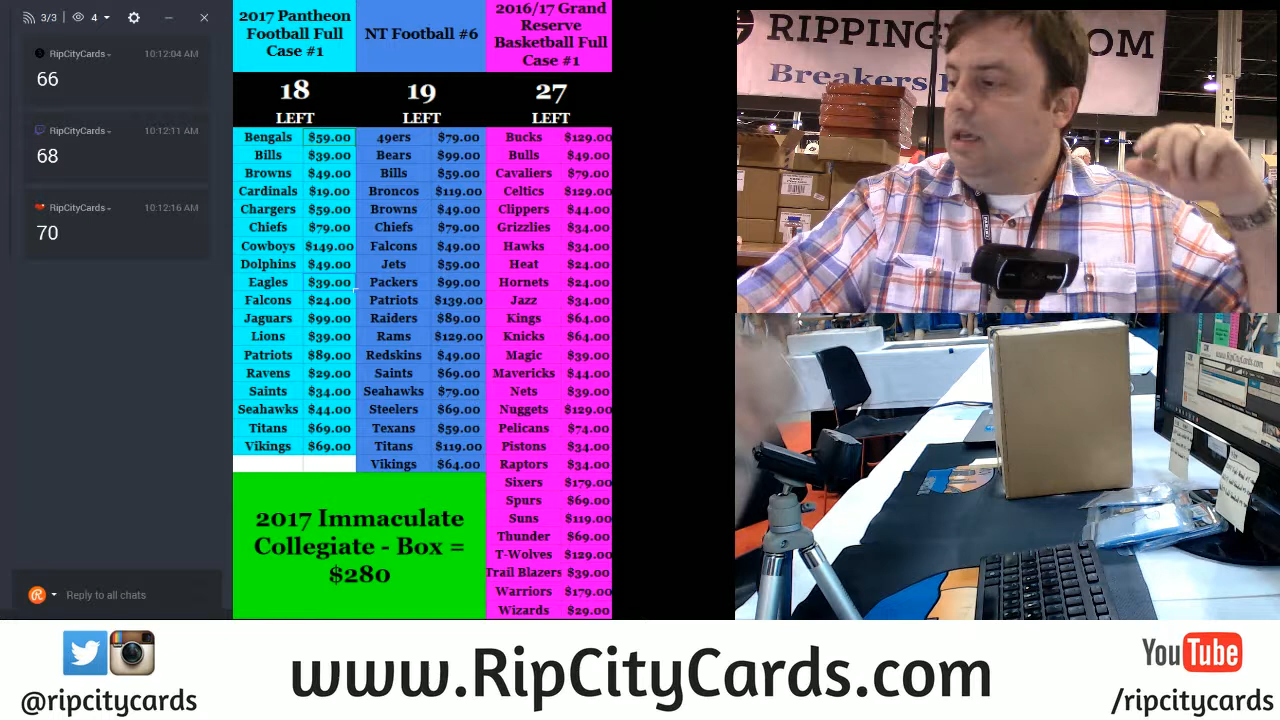 3/3
4
RipCityCards
10:12:04 AM
66
RipCityCards
10:12:11 AM
68
RipCityCards
10:12:16 AM
70
Reply to all chats
2017 Pantheon
Football Full
Case #1
18
LEFT
Bengals $59.00
Bills $39.00
Browns $49.00
Cardinals $19.00
Chargers $59.00
Chiefs $79.00
Cowboys $149.00
Dolphins $49.00
Eagles $39.00
Falcons $24.00
Jaguars $99.00
Lions $39.00
Patriots $89.00
Ravens $29.00
Saints $34.00
Seahawks $44.00
Titans $69.00
Vikings $69.00
NT Football #6
19
LEFT
49ers $79.00
Bears $99.00
Bills $59.00
Broncos $119.00
Browns $49.00
Chiefs $79.00
Falcons $49.00
Jets $59.00
Packers $99.00
Patriots $139.00
Raiders $89.00
Rams $129.00
Redskins $49.00
Saints $69.00
Seahawks $79.00
Steelers $69.00
Texans $59.00
Titans $119.00
Vikings $64.00
2016/17 Grand
Reserve
Basketball Full
Case #1
27
LEFT
Bucks $129.00
Bulls $49.00
Cavaliers $79.00
Celtics $129.00
Clippers $44.00
Grizzlies $34.00
Hawks $34.00
Heat $24.00
Hornets $24.00
Jazz $34.00
Kings $64.00
Knicks $64.00
Magic $39.00
Mavericks $44.00
Nets $39.00
Nuggets $129.00
Pelicans $74.00
Pistons $34.00
Raptors $34.00
Sixers $179.00
Spurs $69.00
Suns $119.00
Thunder $69.00
T-Wolves $129.00
Trail Blazers $39.00
Warriors $179.00
Wizards $29.00
2017 Immaculate
Collegiate - Box =
$280
RIPPING OM
Breakers
www.RipCityCards.com
@ripcitycards
www.RipCityCards.com
YouTube
/ripcitycards